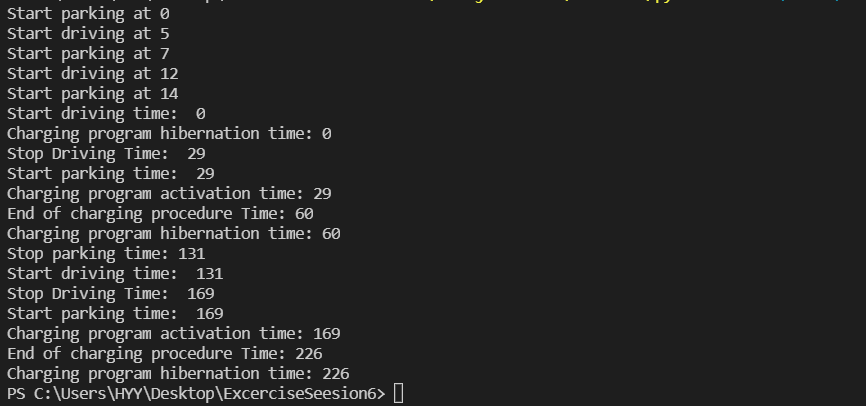 Start parking at 0
Start driving at 5
Start parking at 7
Start driving at 12
Start parking at 14
Start driving time:  0
Charging program hibernation time: 0
Stop Driving Time:  29
Start parking time:  29
Charging program activation time: 29
End of charging procedure Time: 60
Charging program hibernation time: 60
Stop parking time: 131
Start driving time:  131
Stop Driving Time:  169
Start parking time:  169
Charging program activation time: 169
End of charging procedure Time: 226
Charging program hibernation time: 226
PS C:\Users\HYY\Desktop\ExcerciseSeesion6>